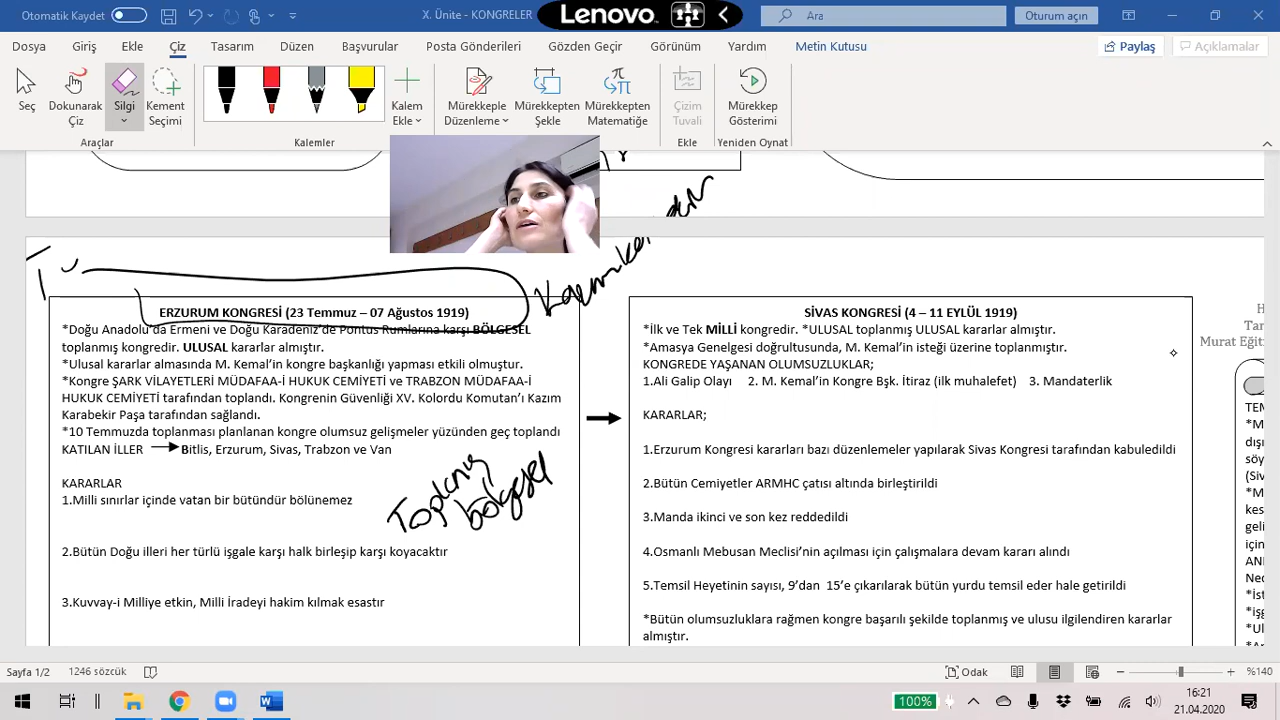 Otomatik Kaydet
X. Ünite - KONGRELER
Lenovo
Ara
Oturum açın
Dosya Giriş Ekle Çiz Tasarım Düzen Başvurular Posta Gönderileri Gözden Geçir Görünüm Yardım Metin Kutusu
Paylaş Açıklamalar
Seç Dokunarak Çiz Silgi Kement Seçimi Kalem Ekle Mürekkeple Düzenleme Mürekkepten Şekle Mürekkepten Matematiğe Çizim Tuvali Mürekkep Gösterimi
Araçlar Kalemler Dönüştür Ekle Yeniden Oynat
ERZURUM KONGRESİ (23 Temmuz – 07 Ağustos 1919)
*Doğu Anadolu'da Ermeni ve Doğu Karadeniz'de Pontus Rumlarına karşı BÖLGESEL
toplanmış kongredir. ULUSAL kararlar almıştır.
*Ulusal kararlar almasında M. Kemal'in kongre başkanlığı yapması etkili olmuştur.
*Kongre ŞARK VİLAYETLERİ MÜDAFAA-İ HUKUK CEMİYETİ ve TRABZON MÜDAFAA-İ
HUKUK CEMİYETİ tarafından toplandı. Kongrenin Güvenliği XV. Kolordu Komutan'ı Kazım
Karabekir Paşa tarafından sağlandı.
*10 Temmuzda toplanması planlanan kongre olumsuz gelişmeler yüzünden geç toplandı
KATILAN İLLER Bitlis, Erzurum, Sivas, Trabzon ve Van
KARARLAR
1.Milli sınırlar içinde vatan bir bütündür bölünemez
Toplanış
bölgesel
2.Bütün Doğu illeri her türlü işgale karşı halk birleşip karşı koyacaktır
3.Kuvvay-i Milliye etkin, Milli İradeyi hakim kılmak esastır
SİVAS KONGRESİ (4 – 11 EYLÜL 1919)
*İlk ve Tek MİLLİ kongredir. *ULUSAL toplanmış ULUSAL kararlar almıştır.
*Amasya Genelgesi doğrultusunda, M. Kemal'in isteği üzerine toplanmıştır.
KONGREDE YAŞANAN OLUMSUZLUKLAR;
1.Ali Galip Olayı 2. M. Kemal'in Kongre Bşk. İtiraz (ilk muhalefet) 3. Mandaterlik
KARARLAR;
1.Erzurum Kongresi kararları bazı düzenlemeler yapılarak Sivas Kongresi tarafından kabuledildi
2.Bütün Cemiyetler ARMHC çatısı altında birleştirildi
3.Manda ikinci ve son kez reddedildi
4.Osmanlı Mebusan Meclisi'nin açılması için çalışmalara devam kararı alındı
5.Temsil Heyetinin sayısı, 9'dan 15'e çıkarılarak bütün yurdu temsil eder hale getirildi
*Bütün olumsuzluklara rağmen kongre başarılı şekilde toplanmış ve ulusu ilgilendiren kararlar
almıştır.
Murat Eğiti
Sayfa 1/2 1246 sözcük
Odak
%140
100%
16:21
21.04.2020